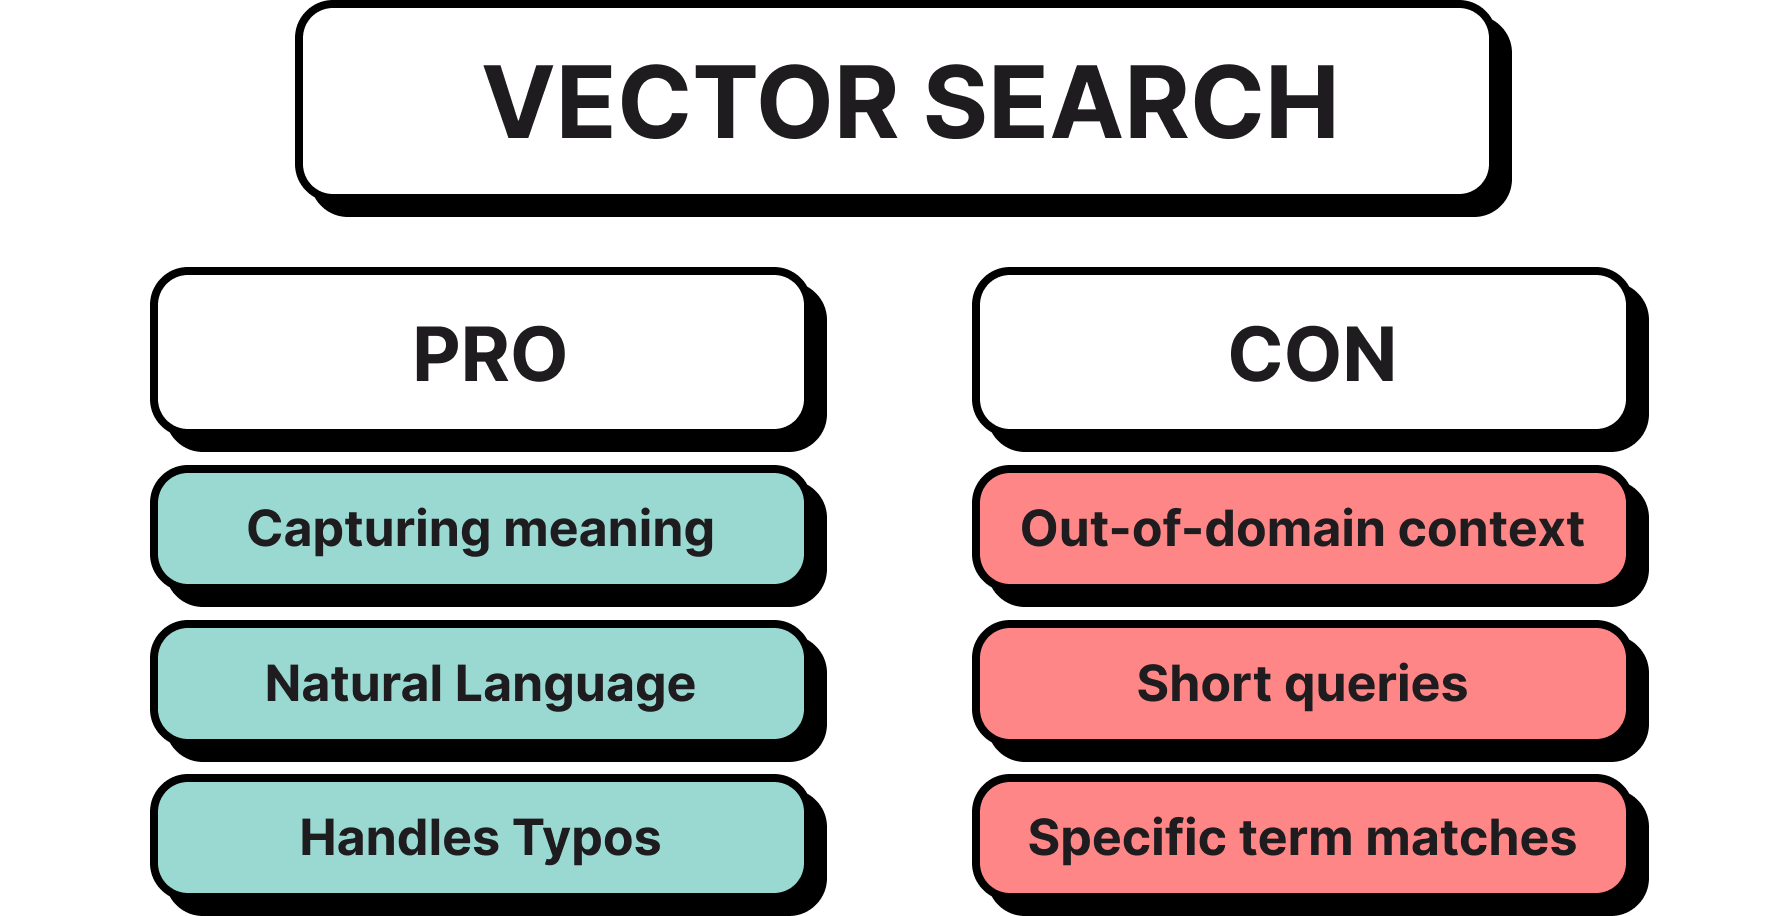 VECTOR SEARCH
PRO
Capturing meaning
Natural Language
Handles Typos
CON
Out-of-domain context
Short queries
Specific term matches